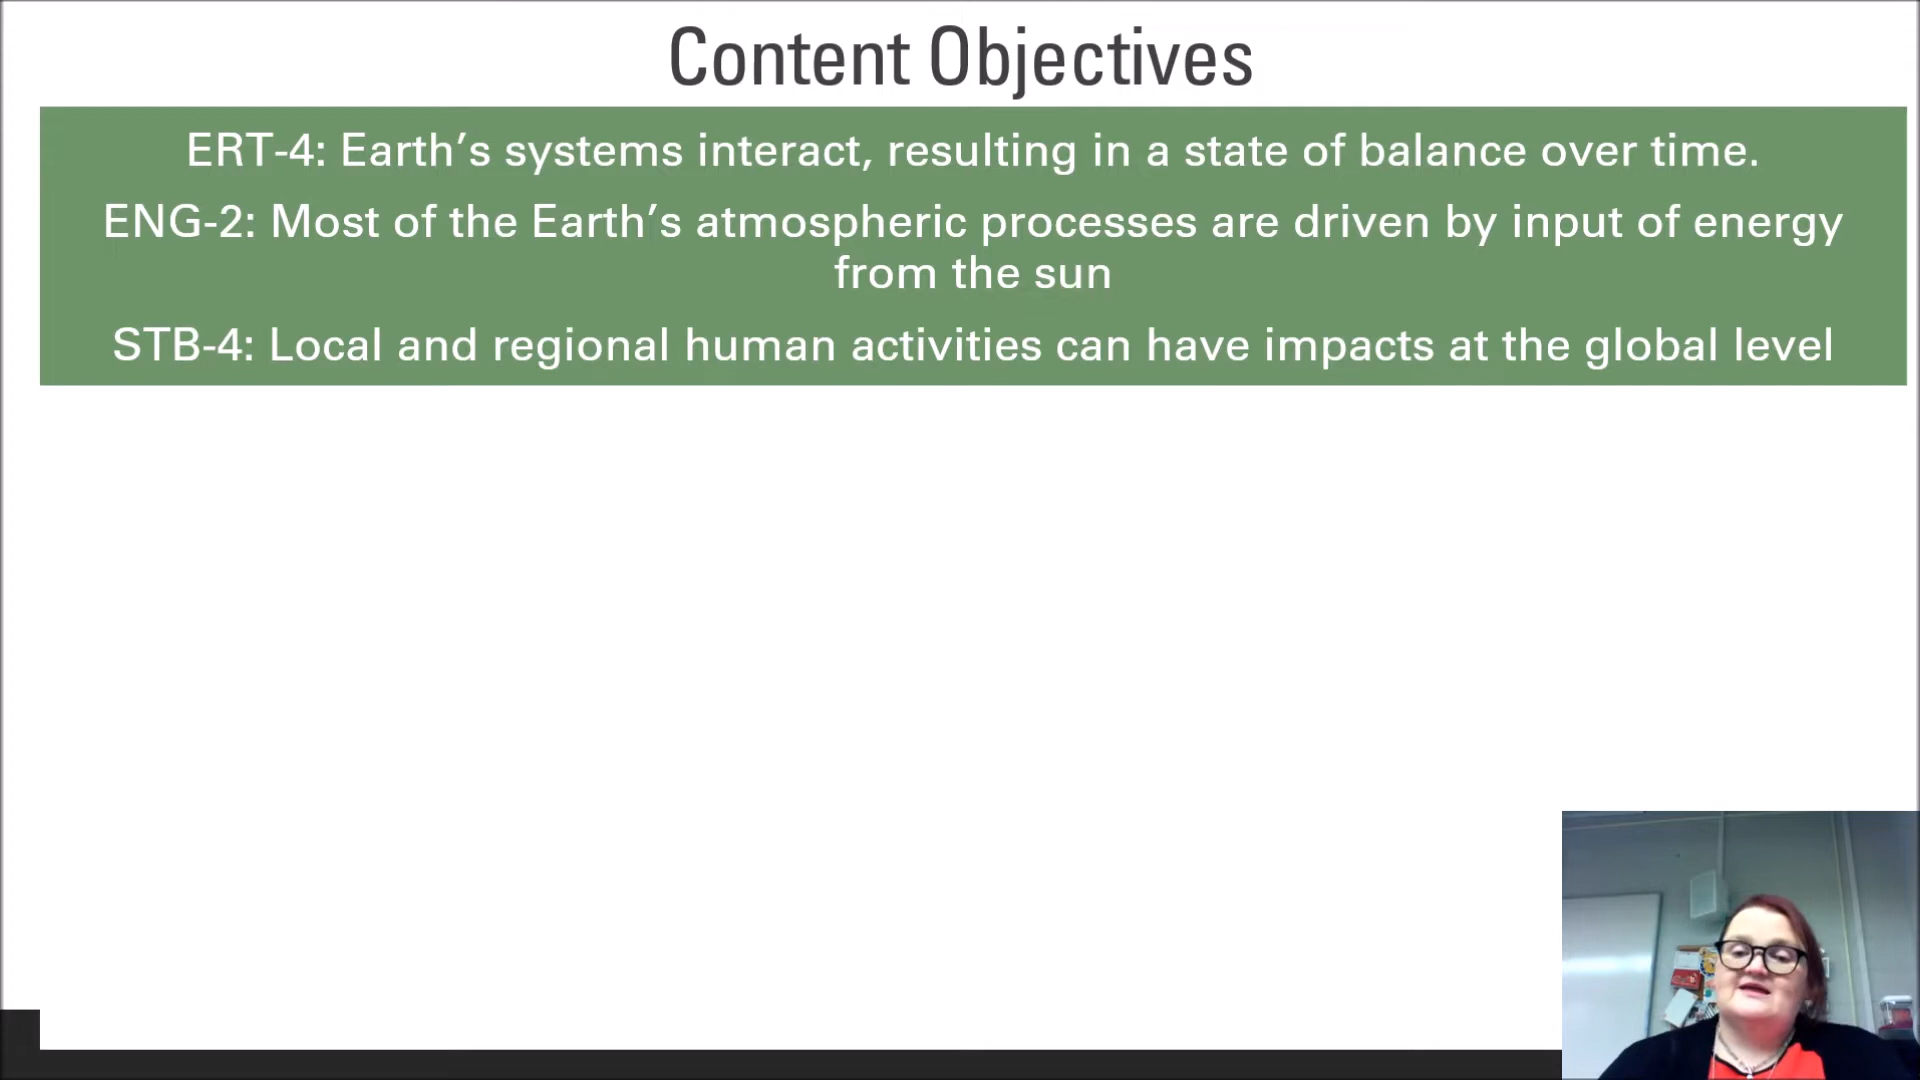 Content Objectives
ERT-4: Earth’s systems interact, resulting in a state of balance over time.
ENG-2: Most of the Earth’s atmospheric processes are driven by input of energy
from the sun
STB-4: Local and regional human activities can have impacts at the global level